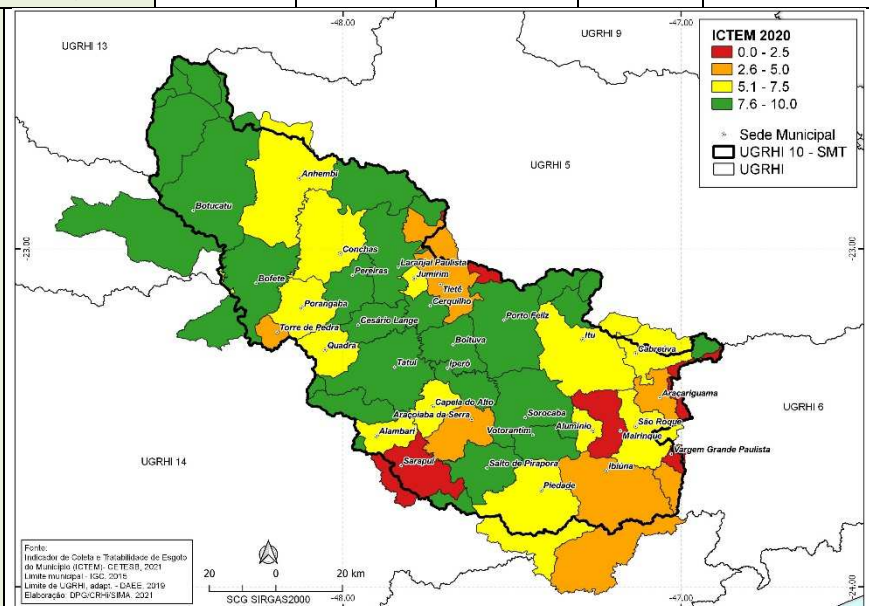 -48.00
-47.00
UGRHI 13
UGRHI 9
ICTEM 2020
0.0 - 2.5
2.6 - 5.0
5.1 - 7.5
7.6 - 10.0
Sede Municipal
UGRHI 10 - SMT
UGRHI
UGRHI 5
Anhembi
Botucatu
-23.00
-23.00
Conchas
Laranjal Paulista
Pereiras
Jumirim
Bofete
Tietê
Cerquilho
Porangaba
Cesário Lange
Porto Feliz
Torre de Pedra
Boituva
Itu
Quadra
Cabreúva
Tatuí
Iperó
Araçariguama
Capela do Alto
Araçoiaba da Serra
Sorocaba
São Roque
UGRHI 6
Alambari
Votorantim
Alumínio
Mairinque
Vargem Grande Paulista
Sarapuí
Salto de Pirapora
Ibiúna
UGRHI 14
Piedade
Fonte:
Indicador de Coleta e Tratabilidade de Esgoto
do Município (ICTEM)- CETESB, 2021
Limite municipal - IGC, 2015
Limite de UGRHI, adapt. - DAEE, 2019
Elaboração: DPG/CRHi/SIMA, 2021
20 0 20 km
SCG SIRGAS2000
-48.00
-47.00
-24.00
-24.00